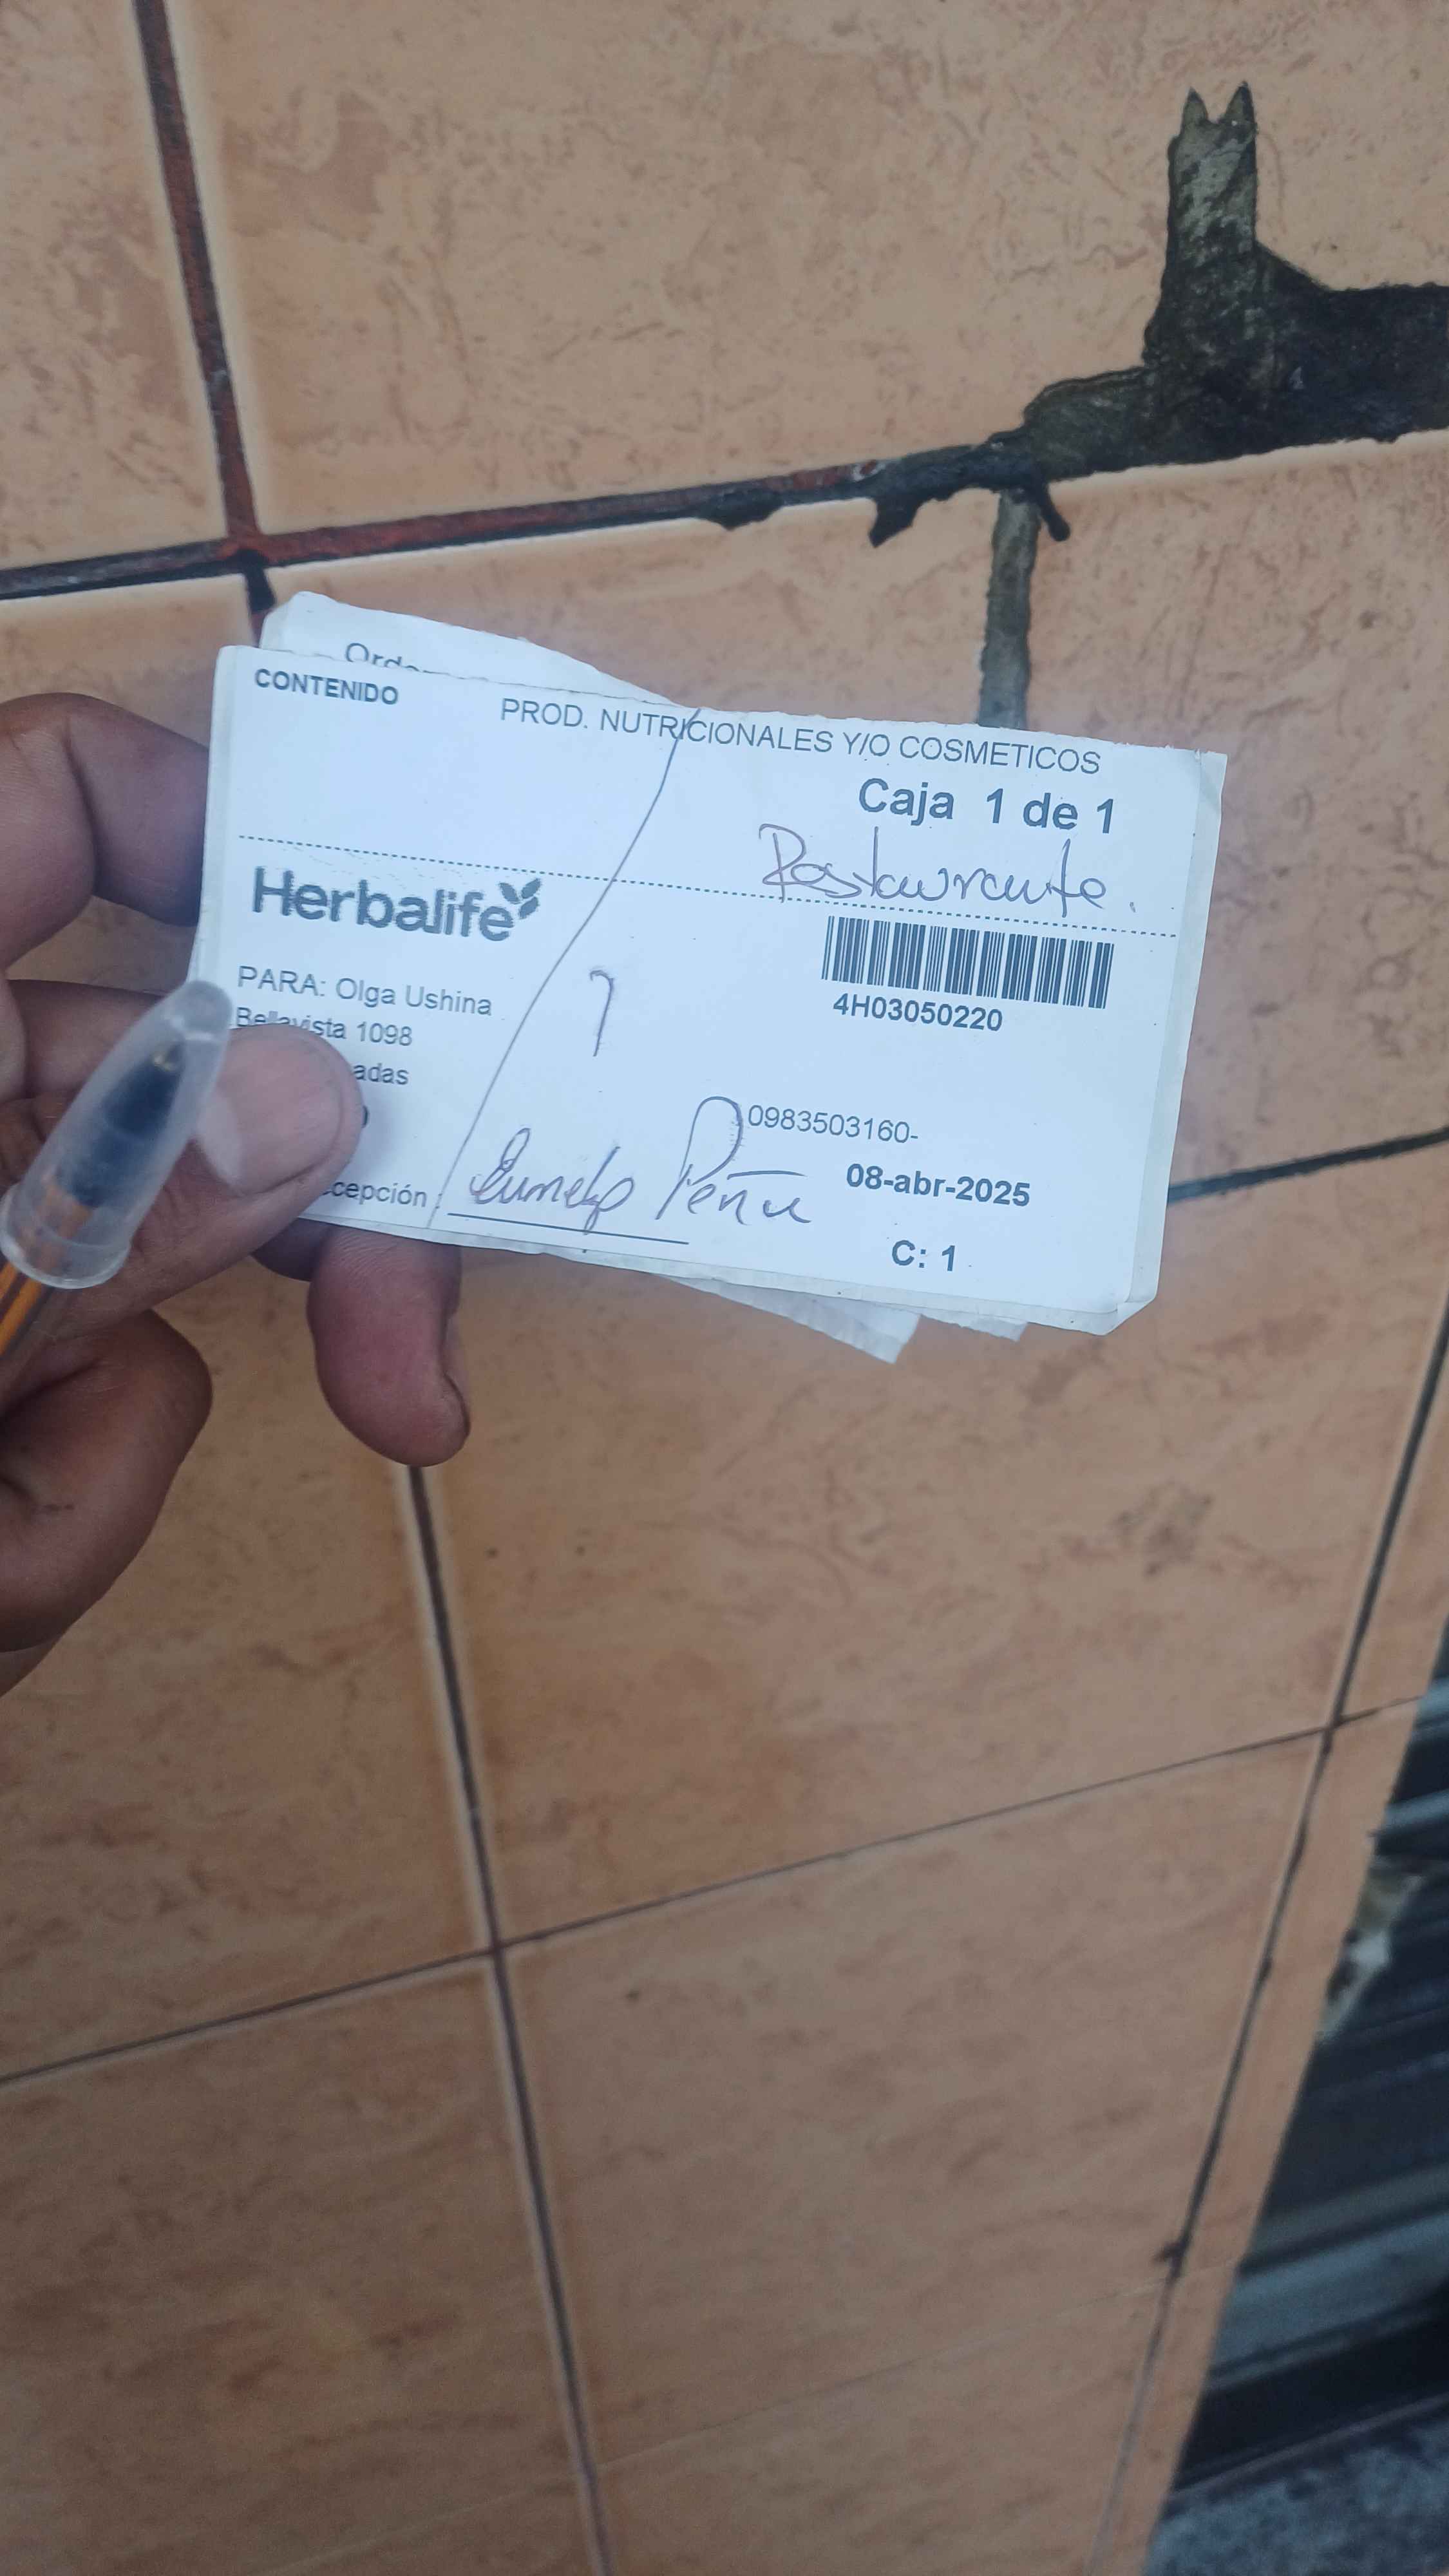 CONTENIDO
PROD. NUTRICIONALES Y/O COSMETICOS
Caja 1 de 1
Restaurante.
Herbalife
4H03050220
PARA: Olga Ushina
Bellavista 1098
adas
0983503160-
08-abr-2025
cepción :
Peña
C: 1